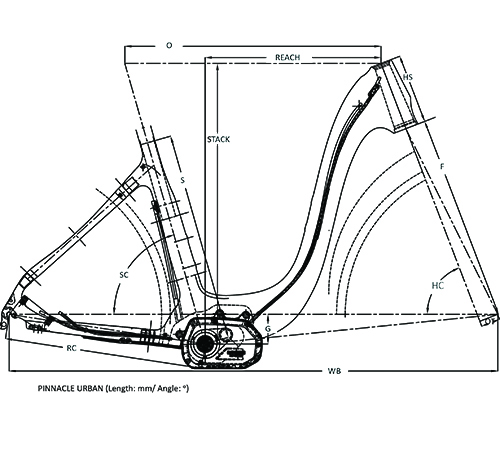 O
REACH
HS
STACK
F
S
SC
HC
G
RC
WB
PINNACLE URBAN (Length: mm/ Angle: °)